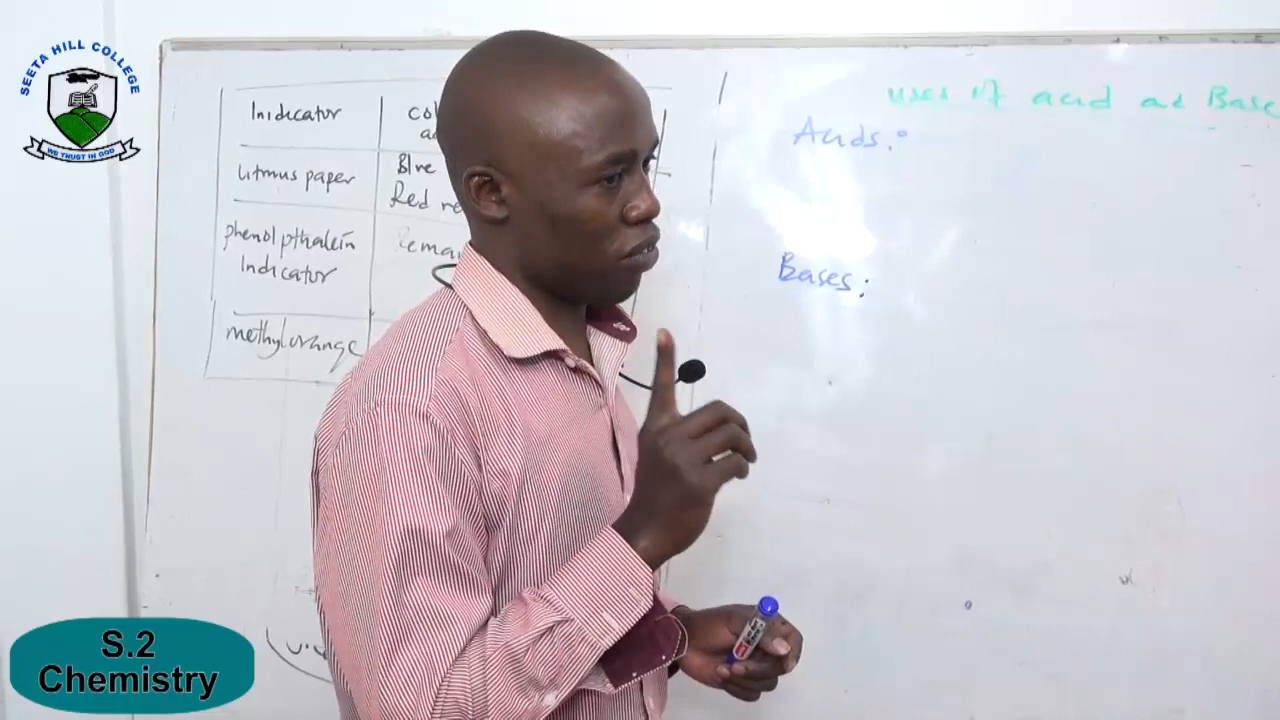 SEETA HILL COLLEGE
WE TRUST IN GOD
Indicator
Litmus paper
Blue
Red
phenolpthalein
Indicator
methylorange
uses of acid ad Base
Acids:
Bases:
S.2
Chemistry